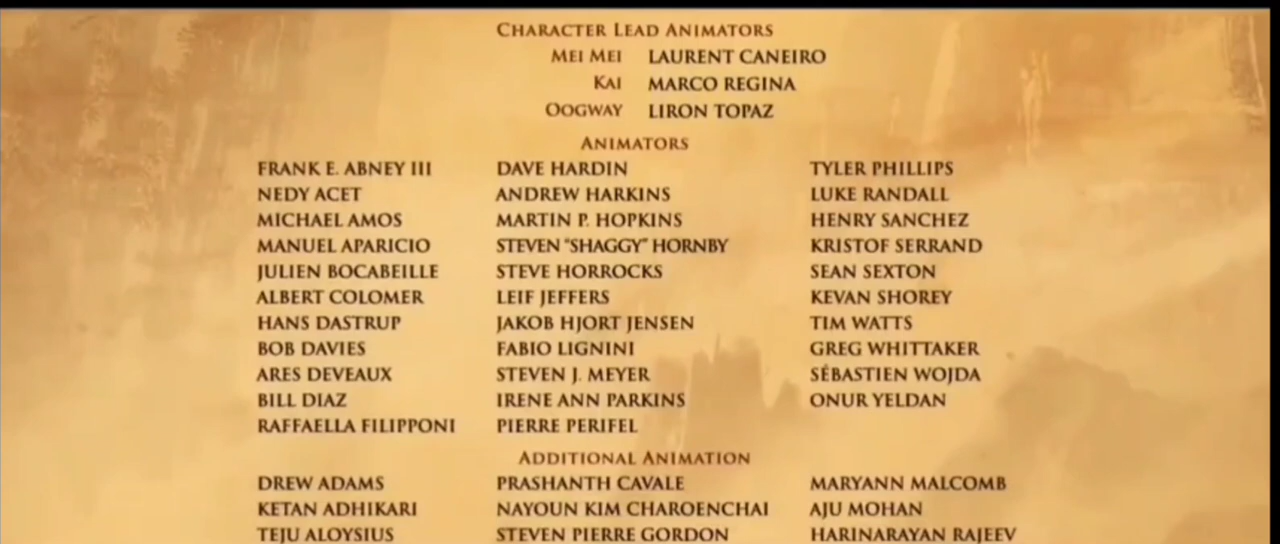 CHARACTER LEAD ANIMATORS
MEI MEI LAURENT CANEIRO
KAI MARCO REGINA
OOGWAY LIRON TOPAZ
ANIMATORS
FRANK E. ABNEY III DAVE HARDIN TYLER PHILLIPS
NEDY ACET ANDREW HARKINS LUKE RANDALL
MICHAEL AMOS MARTIN P. HOPKINS HENRY SANCHEZ
MANUEL APARICIO STEVEN "SHAGGY" HORNBY KRISTOF SERRAND
JULIEN BOCABEILLE STEVE HORROCKS SEAN SEXTON
ALBERT COLOMER LEIF JEFFERS KEVAN SHOREY
HANS DASTRUP JAKOB HJORT JENSEN TIM WATTS
BOB DAVIES FABIO LIGNINI GREG WHITTAKER
ARES DEVEAUX STEVEN J. MEYER SÉBASTIEN WOJDA
BILL DIAZ IRENE ANN PARKINS ONUR YELDAN
RAFFAELLA FILIPPONI PIERRE PERIFEL
ADDITIONAL ANIMATION
DREW ADAMS PRASHANTH CAVALE MARYANN MALCOMB
KETAN ADHIKARI NAYOUN KIM CHAROENCHAI AJU MOHAN
TEJU ALOYSIUS STEVEN PIERRE GORDON HARINARAYAN RAJEEV